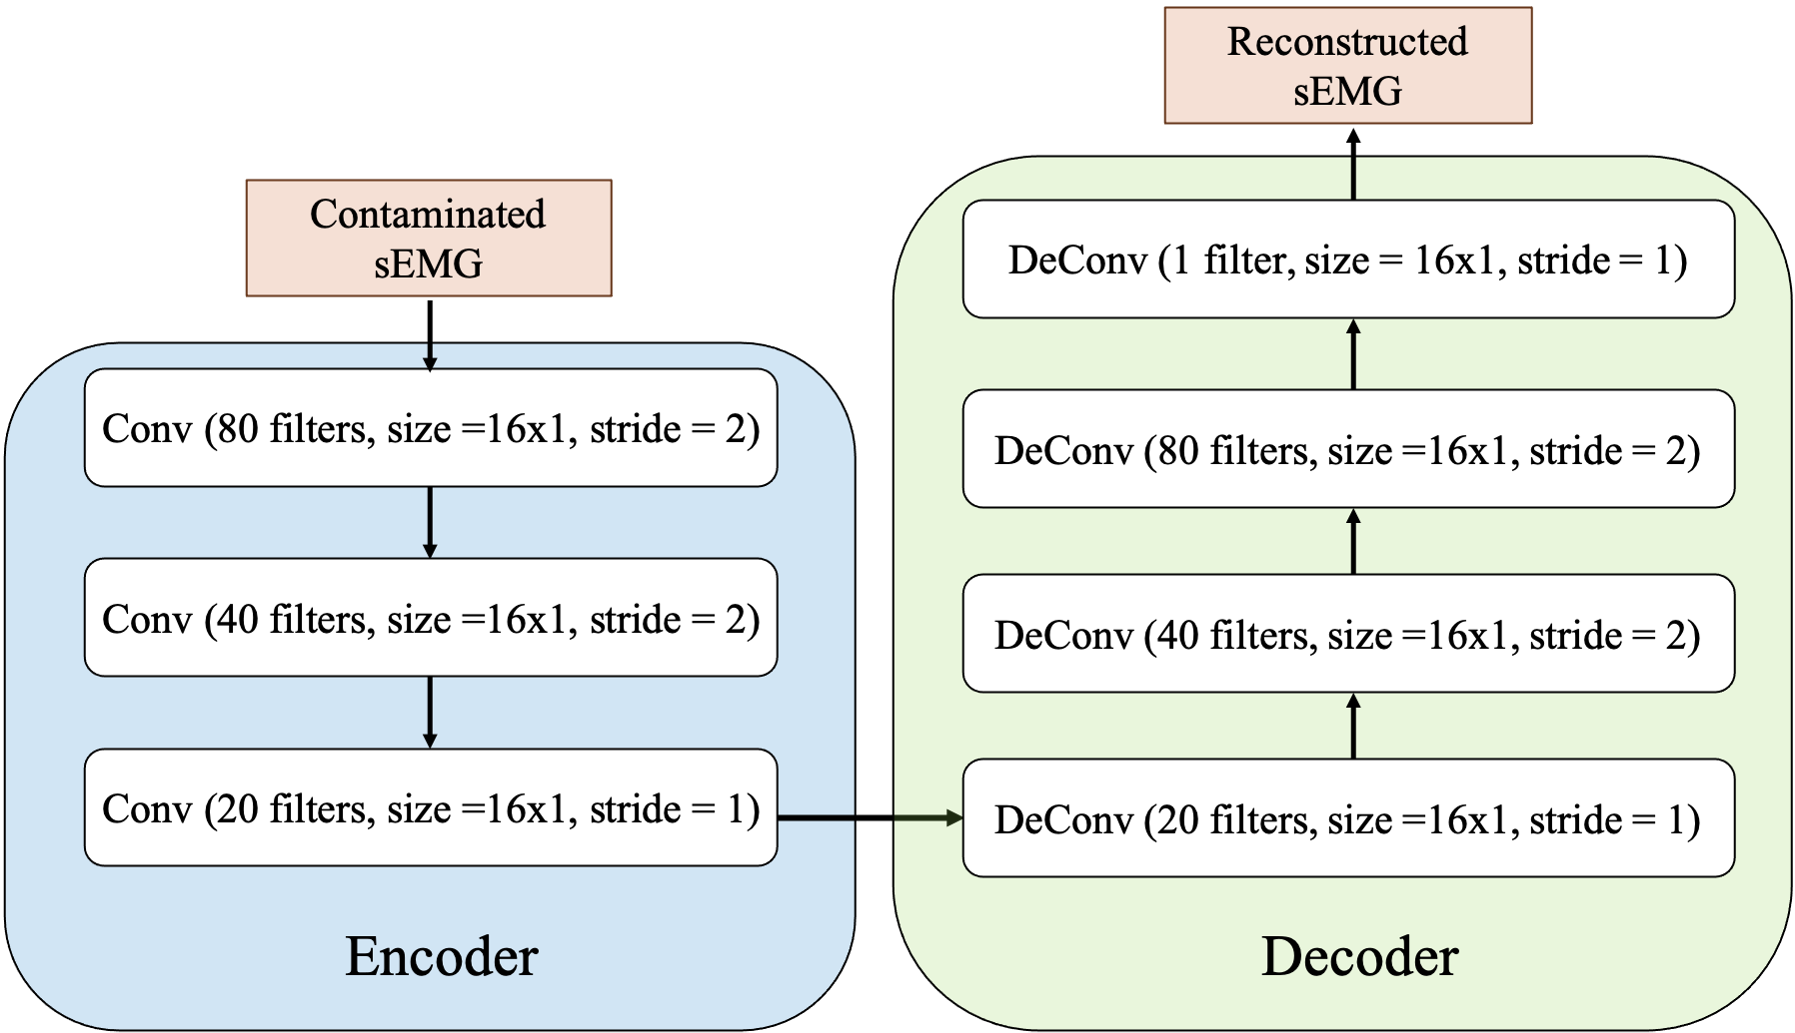 Contaminated
sEMG
Conv (80 filters, size =16x1, stride = 2)
Conv (40 filters, size =16x1, stride = 2)
Conv (20 filters, size =16x1, stride = 1)
Encoder
Reconstructed
sEMG
DeConv (1 filter, size = 16x1, stride = 1)
DeConv (80 filters, size =16x1, stride = 2)
DeConv (40 filters, size =16x1, stride = 2)
DeConv (20 filters, size =16x1, stride = 1)
Decoder